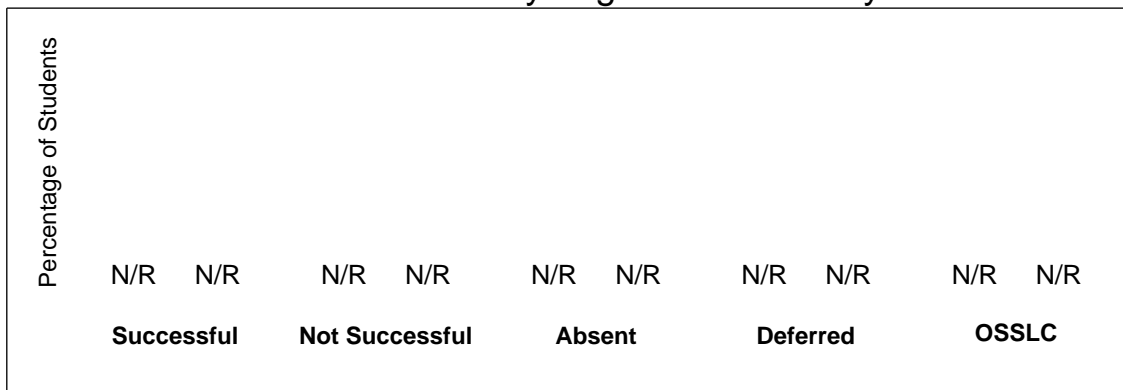 Percentage of Students
N/R N/R N/R N/R N/R N/R N/R N/R N/R N/R
Successful Not Successful Absent Deferred OSSLC